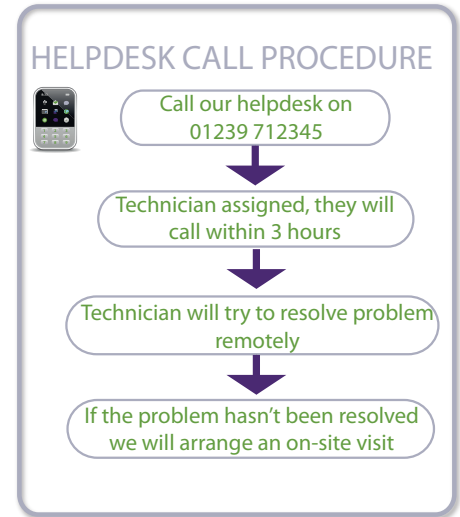 HELPDESK CALL PROCEDURE
Call our helpdesk on
01239 712345
Technician assigned, they will
call within 3 hours
Technician will try to resolve problem
remotely
If the problem hasn’t been resolved
we will arrange an on-site visit